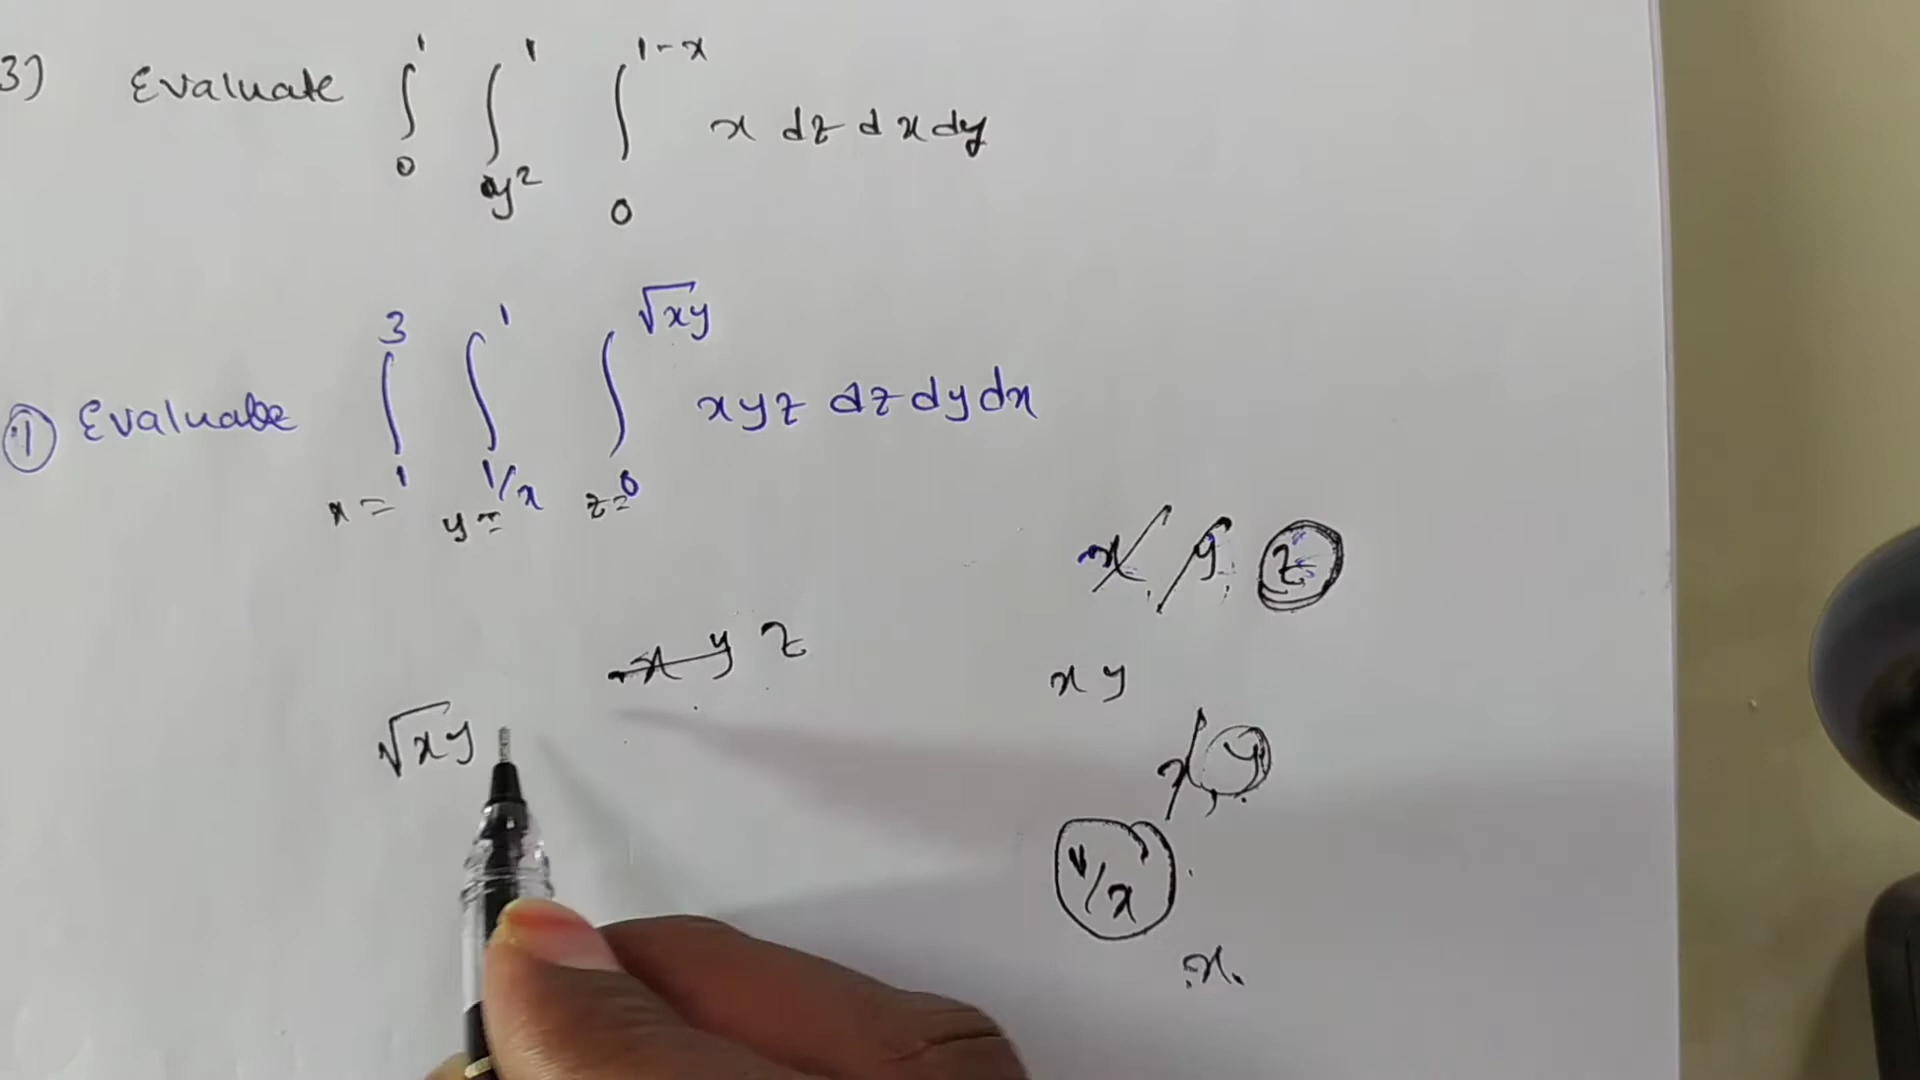 3) Evaluate ∫₀¹ ∫_{y²}^{1} ∫₀^{1-x} x dz dx dy
① Evaluate ∫_{x=1}^{3} ∫_{y=1/x}^{1} ∫_{z=0}^{√xy} xyz dz dy dx
x y z
x y z
x y
√xy
x y
1/x
x